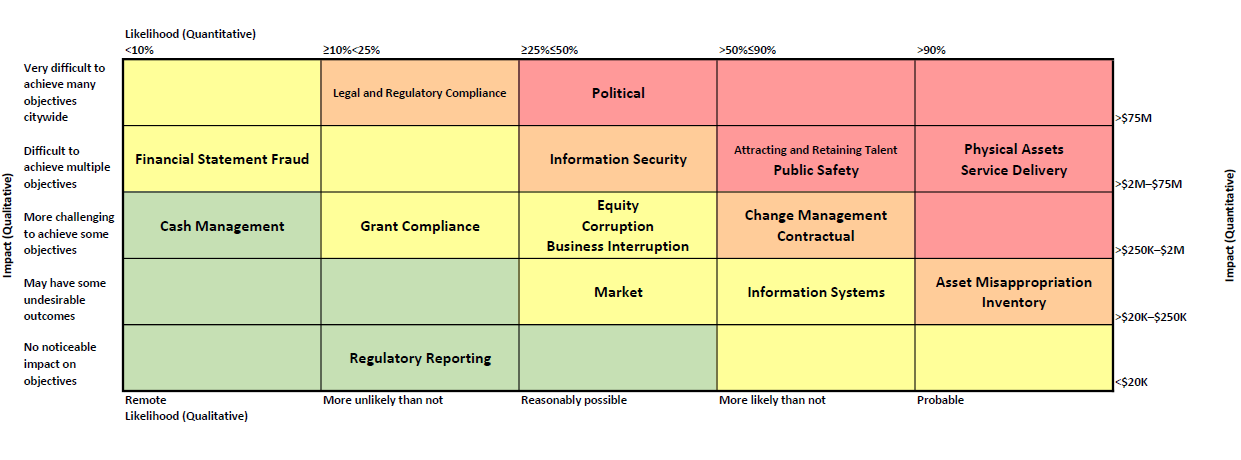 Likelihood (Quantitative)
<10%
≥10%<25%
≥25%≤50%
>50%≤90%
>90%
Impact (Qualitative)
Very difficult to
achieve many
objectives
citywide
Legal and Regulatory Compliance
Political
>$75M
Difficult to
achieve multiple
objectives
Financial Statement Fraud
Information Security
Attracting and Retaining Talent
Public Safety
Physical Assets
Service Delivery
>$2M–$75M
More challenging
to achieve some
objectives
Cash Management
Grant Compliance
Equity
Corruption
Business Interruption
Change Management
Contractual
>$250K–$2M
May have some
undesirable
outcomes
Market
Information Systems
Asset Misappropriation
Inventory
>$20K–$250K
No noticeable
impact on
objectives
Regulatory Reporting
<$20K
Impact (Quantitative)
Remote
More unlikely than not
Reasonably possible
More likely than not
Probable
Likelihood (Qualitative)